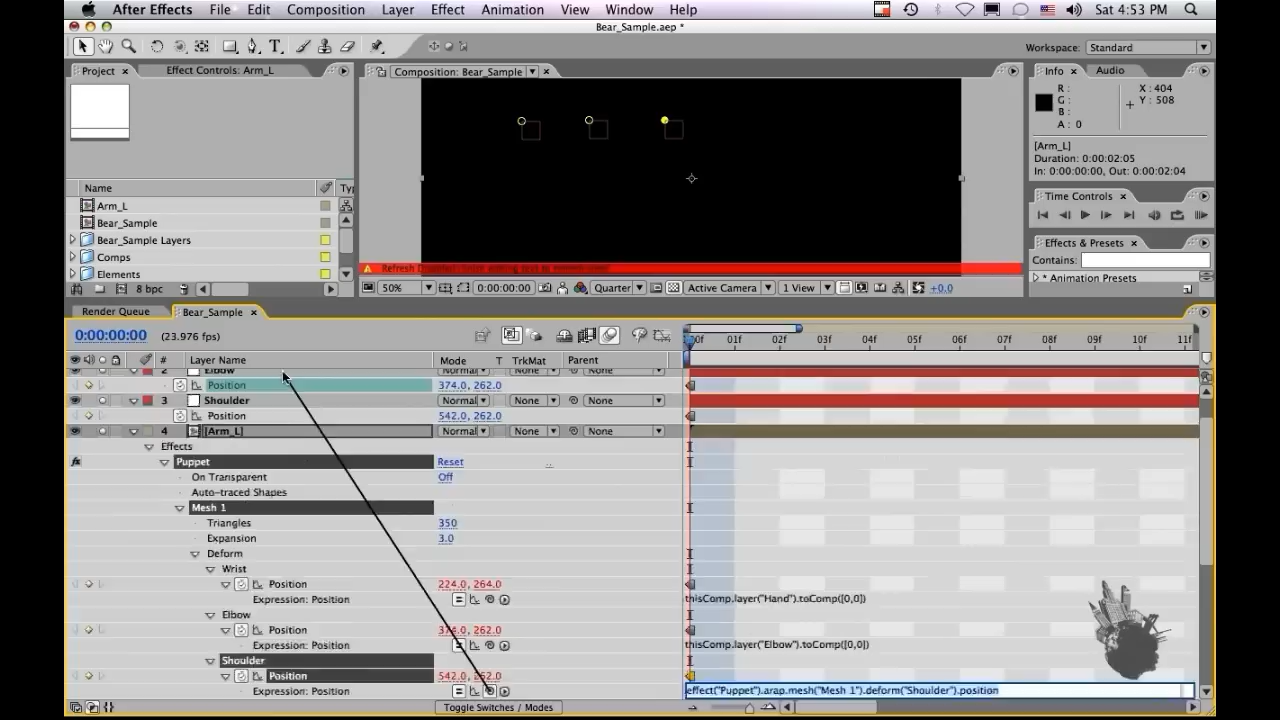 After Effects File Edit Composition Layer Effect Animation View Window Help Sat 4:53 PM
Bear_Sample.aep *
Workspace: Standard
Project × Effect Controls: Arm_L
Composition: Bear_Sample ×
Info × Audio
R : X : 404
G : Y : 508
B :
A : 0
[Arm_L]
Duration: 0:00:02:05
In: 0:00:00:00, Out: 0:00:02:04
Name Typ
Arm_L
Bear_Sample
Bear_Sample Layers
Comps
Elements
8 bpc
Time Controls ×
Effects & Presets ×
Contains:
* Animation Presets
50% 0:00:00:00 Quarter Active Camera 1 View +0.0
Render Queue Bear_Sample ×
0:00:00:00 (23.976 fps)
00f 01f 02f 03f 04f 05f 06f 07f 08f 09f 10f 11f
# Layer Name Mode T TrkMat Parent
2 Elbow Normal None None
Position 374.0, 262.0
3 Shoulder Normal None None
Position 542.0, 262.0
4 [Arm_L] Normal None None
Effects
Puppet Reset ..
On Transparent Off
Auto-traced Shapes
Mesh 1
Triangles 350
Expansion 3.0
Deform
Wrist
Position 224.0, 264.0
Expression: Position thisComp.layer("Hand").toComp([0,0])
Elbow
Position 374.0, 262.0
Expression: Position thisComp.layer("Elbow").toComp([0,0])
Shoulder
Position 542.0, 262.0
Expression: Position effect("Puppet").arap.mesh("Mesh 1").deform("Shoulder").position
Toggle Switches / Modes